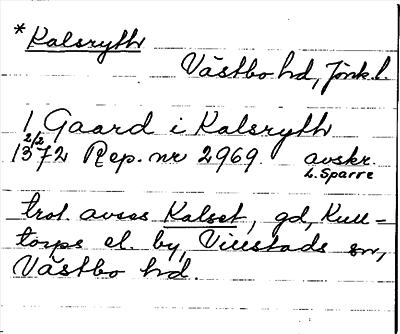 *Kalsryth
Västbo hd, Jönk. l.
1 Gaard i Kalsryth
2/2
1372 Rep. nr 2969. avskr.
L. Sparre
trol. avses Kalset, gd, Kull-
torps el. by, Villstads sn,
Västbo hd.